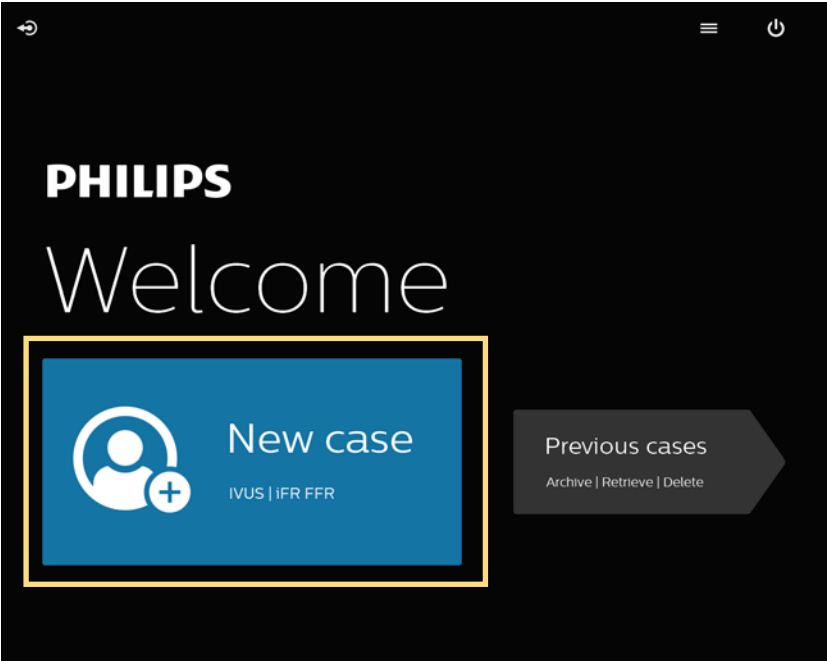 PHILIPS
Welcome
New case
IVUS | iFR FFR
Previous cases
Archive | Retrieve | Delete